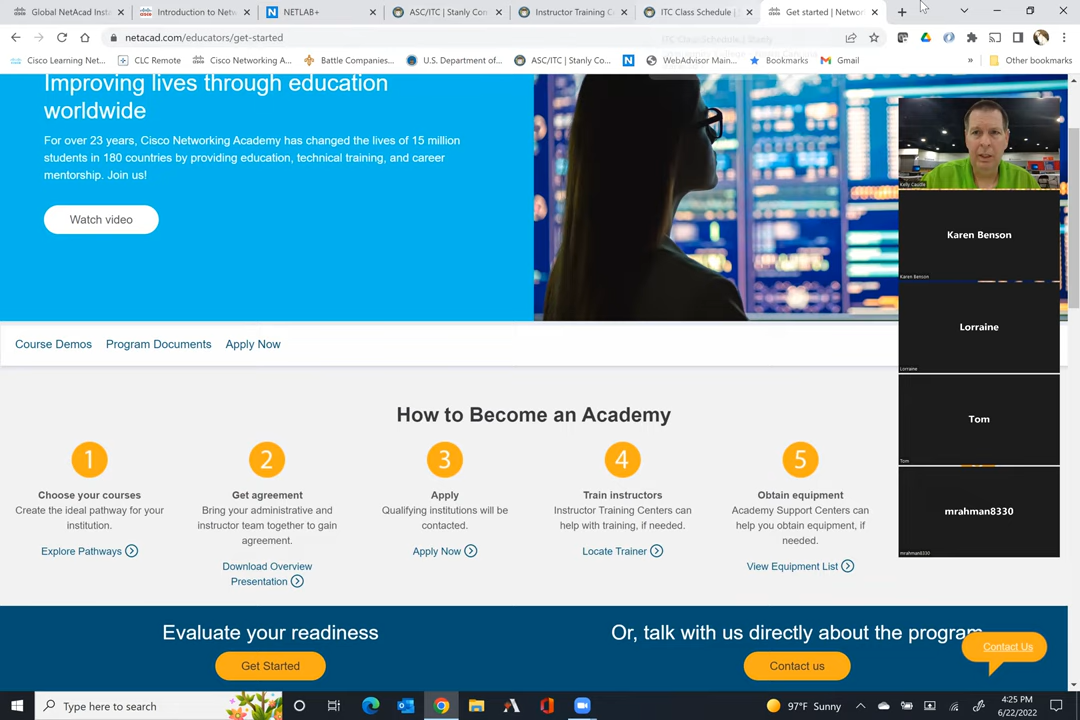 Global NetAcad Insta
Introduction to Netw
NETLAB+
ASC/ITC | Stanly Com
Instructor Training C
ITC Class Schedule | S
Get started | Networ
netacad.com/educators/get-started
Cisco Learning Net...
CLC Remote
Cisco Networking A...
Battle Companies...
U.S. Department of...
ASC/ITC | Stanly Co...
WebAdvisor Main...
Bookmarks
Gmail
»
Other bookmarks
Improving lives through education
worldwide
For over 23 years, Cisco Networking Academy has changed the lives of 15 million
students in 180 countries by providing education, technical training, and career
mentorship. Join us!
Watch video
Kelly Caudle
Karen Benson
Karen Benson
Lorraine
Lorraine
Tom
Tom
mrahman8330
mrahman8330
Course Demos
Program Documents
Apply Now
How to Become an Academy
1
2
3
4
5
Choose your courses
Create the ideal pathway for your
institution.
Explore Pathways
Get agreement
Bring your administrative and
instructor team together to gain
agreement.
Download Overview
Presentation
Apply
Qualifying institutions will be
contacted.
Apply Now
Train instructors
Instructor Training Centers can
help with training, if needed.
Locate Trainer
Obtain equipment
Academy Support Centers can
help you obtain equipment, if
needed.
View Equipment List
Evaluate your readiness
Get Started
Or, talk with us directly about the program
Contact us
Contact Us
Type here to search
97°F Sunny
4:25 PM
6/22/2022